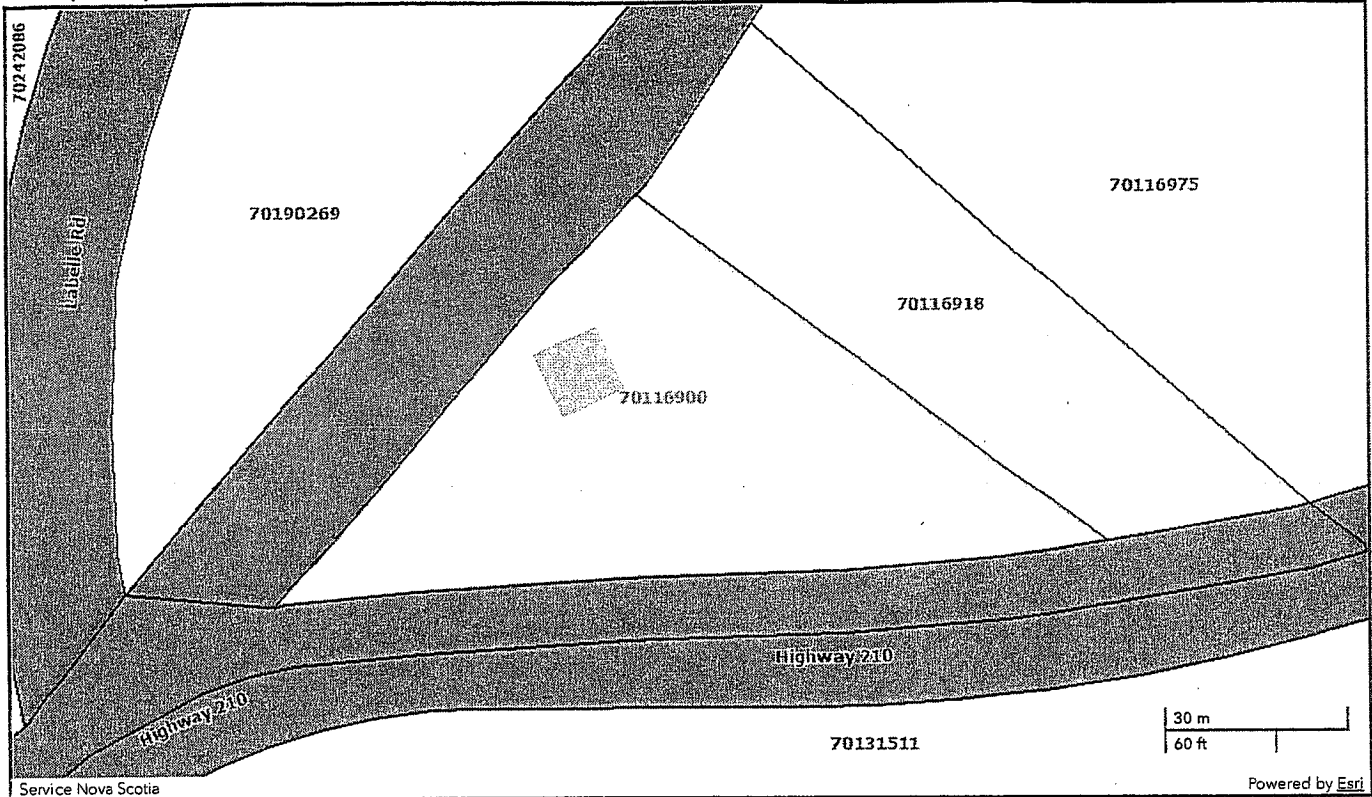 70242086
70190269
Labelle Rd
70116975
70116918
70116900
Highway 210
Highway 210
70131511
30 m
60 ft
Service Nova Scotia
Powered by Esri